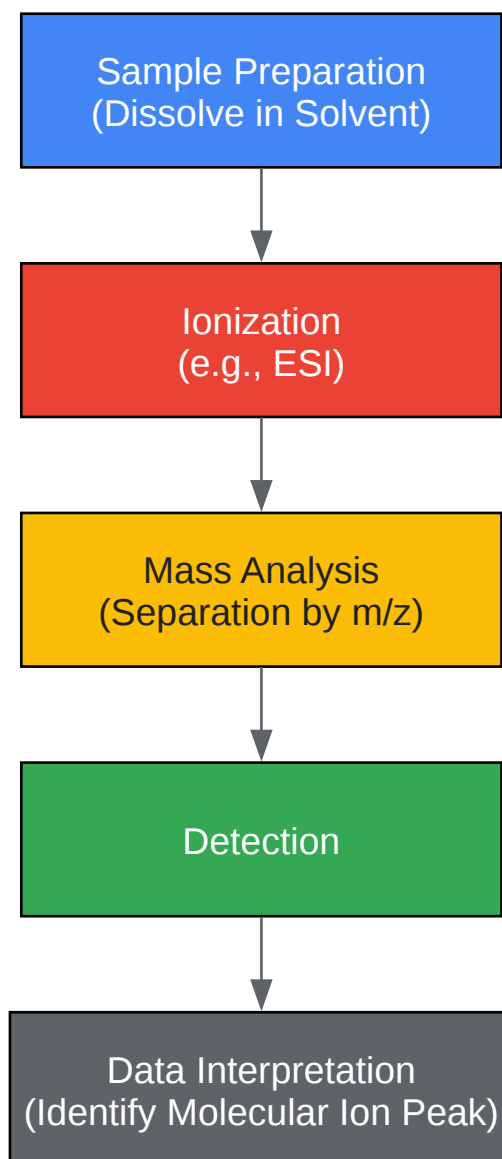 Sample Preparation
(Dissolve in Solvent)
Ionization
(e.g., ESI)
Mass Analysis
(Separation by m/z)
Detection
Data Interpretation
(Identify Molecular Ion Peak)